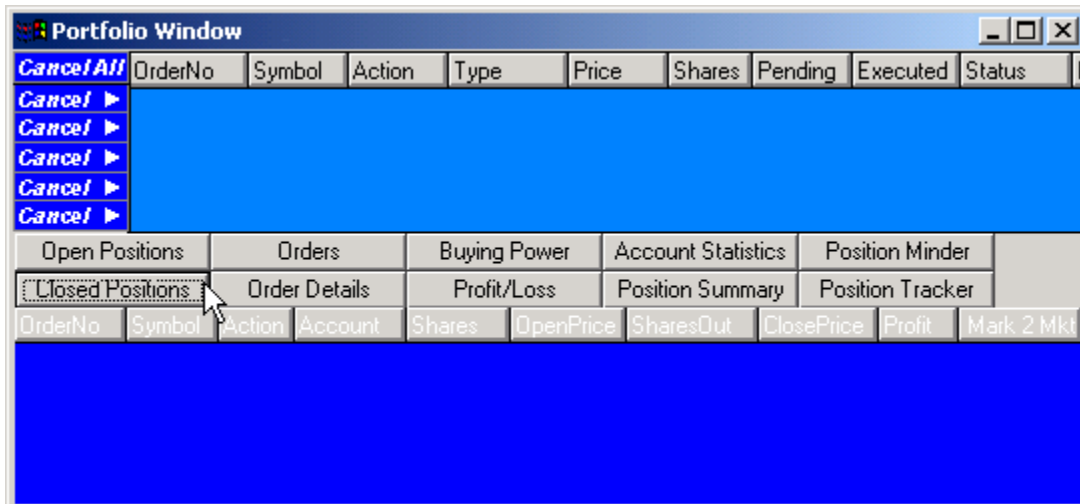 Portfolio Window
Cancel All OrderNo Symbol Action Type Price Shares Pending Executed Status
Cancel
Cancel
Cancel
Cancel
Cancel
Open Positions Orders Buying Power Account Statistics Position Minder
Closed Positions Order Details Profit/Loss Position Summary Position Tracker
OrderNo Symbol Action Account Shares OpenPrice SharesOut ClosePrice Profit Mark 2 Mkt